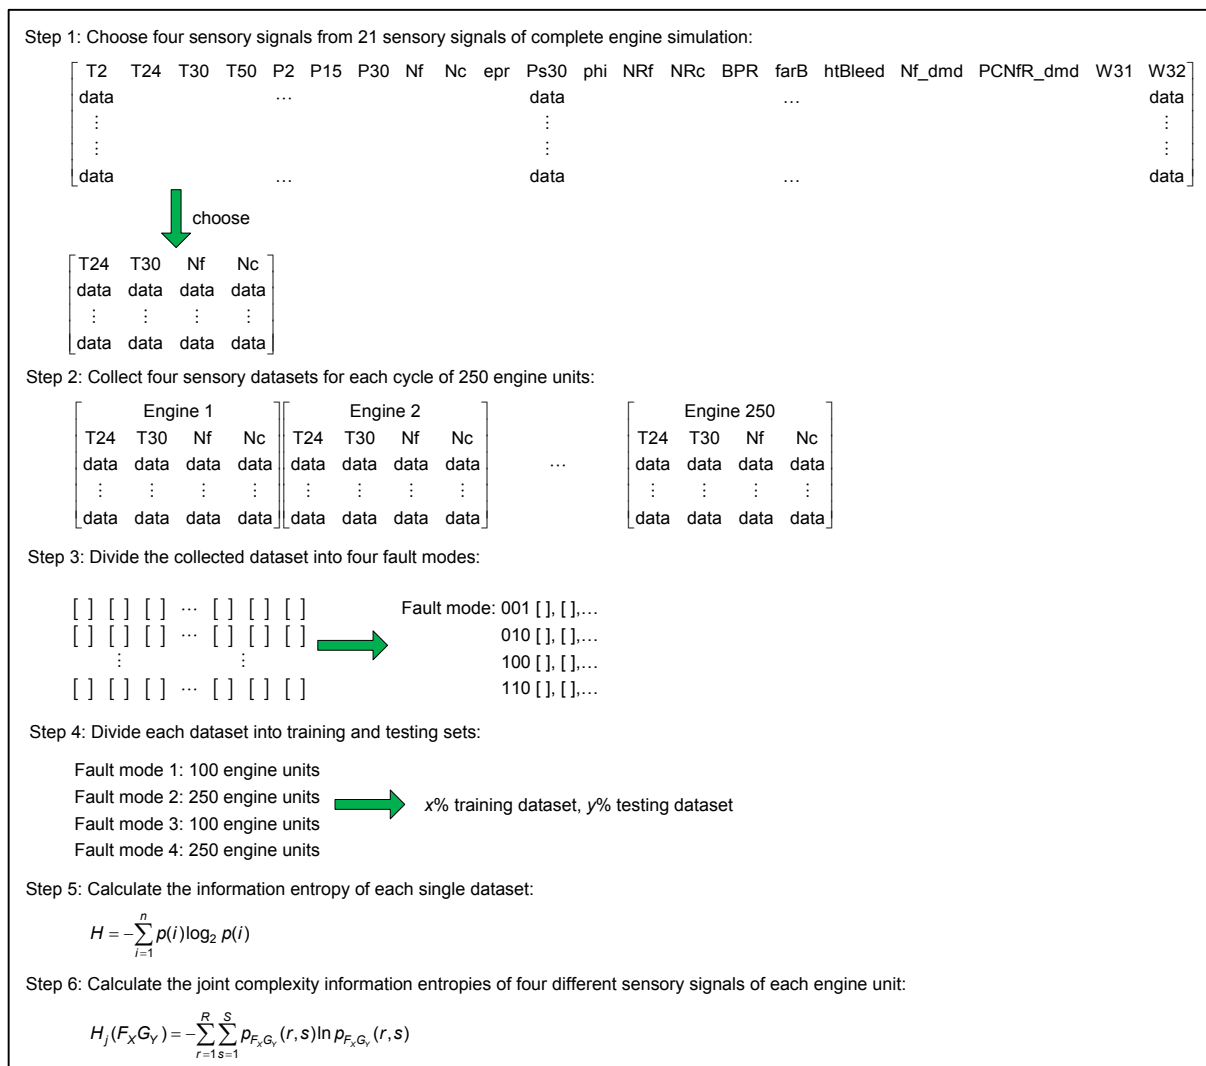 Step 1: Choose four sensory signals from 21 sensory signals of complete engine simulation:
T2 T24 T30 T50 P2 P15 P30 Nf Nc epr Ps30 phi NRf NRc BPR farB htBleed Nf_dmd PCNfR_dmd W31 W32
data … data … data
⋮ ⋮ ⋮
⋮ ⋮ ⋮
data … data … data
choose
T24 T30 Nf Nc
data data data data
⋮ ⋮ ⋮ ⋮
data data data data
Step 2: Collect four sensory datasets for each cycle of 250 engine units:
Engine 1 Engine 2 Engine 250
T24 T30 Nf Nc T24 T30 Nf Nc T24 T30 Nf Nc
data data data data data data data data … data data data data
⋮ ⋮ ⋮ ⋮ ⋮ ⋮ ⋮ ⋮ ⋮ ⋮ ⋮ ⋮
data data data data data data data data data data data data
Step 3: Divide the collected dataset into four fault modes:
[ ] [ ] [ ] … [ ] [ ] [ ] Fault mode: 001 [ ], [ ],…
[ ] [ ] [ ] … [ ] [ ] [ ] 010 [ ], [ ],…
⋮ ⋮ 100 [ ], [ ],…
[ ] [ ] [ ] … [ ] [ ] [ ] 110 [ ], [ ],…
Step 4: Divide each dataset into training and testing sets:
Fault mode 1: 100 engine units
Fault mode 2: 250 engine units x% training dataset, y% testing dataset
Fault mode 3: 100 engine units
Fault mode 4: 250 engine units
Step 5: Calculate the information entropy of each single dataset:
H = −∑_{i=1}^{n} p(i)log₂ p(i)
Step 6: Calculate the joint complexity information entropies of four different sensory signals of each engine unit:
H_j(F_XG_Y) = −∑_{r=1}^{R}∑_{s=1}^{S} p_{F_XG_Y}(r,s)ln p_{F_XG_Y}(r,s)